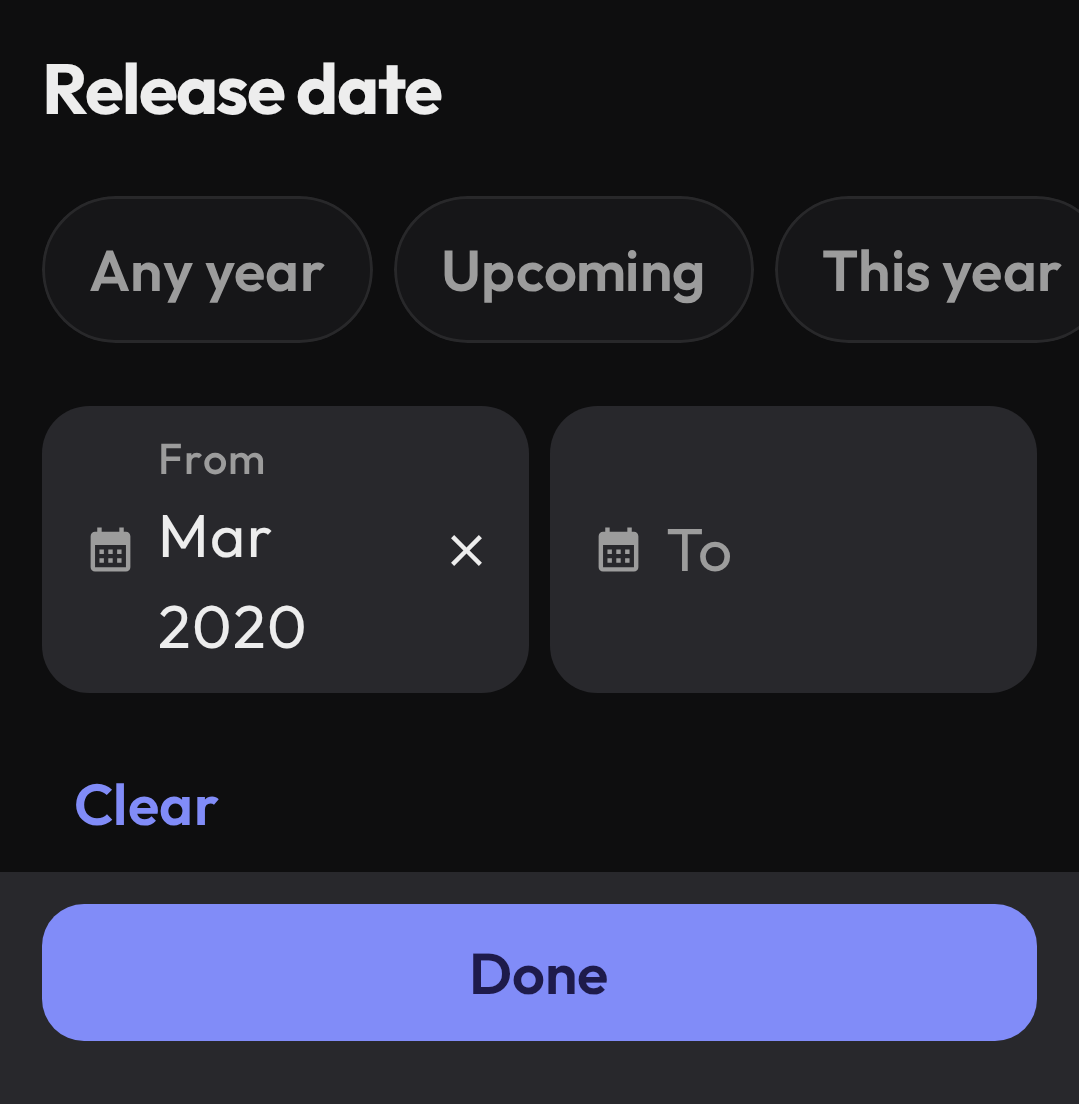 Release date
Any year
Upcoming
This year
From
Mar
2020
To
Clear
Done